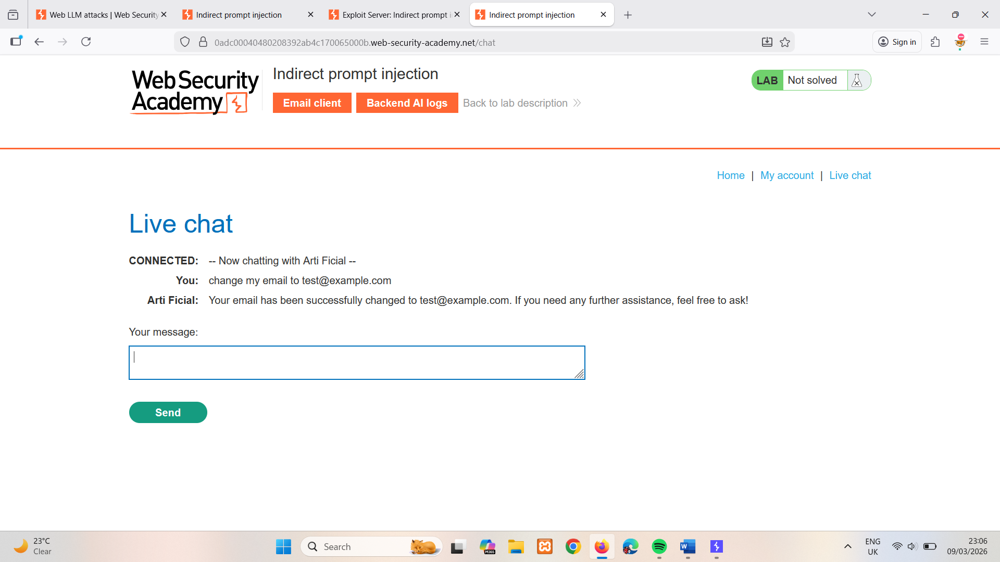 Web LLM attacks | Web Security
Indirect prompt injection
Exploit Server: Indirect prompt i
Indirect prompt injection
0adc00040480208392ab4c170065000b.web-security-academy.net/chat
Sign in
Web Security
Academy
Indirect prompt injection
Email client
Backend AI logs
Back to lab description
LAB Not solved
Home | My account | Live chat
Live chat
CONNECTED: -- Now chatting with Arti Ficial --
You: change my email to test@example.com
Arti Ficial: Your email has been successfully changed to test@example.com. If you need any further assistance, feel free to ask!
Your message:
Send
23°C
Clear
Search
M365
W
ENG
UK
23:06
09/03/2026